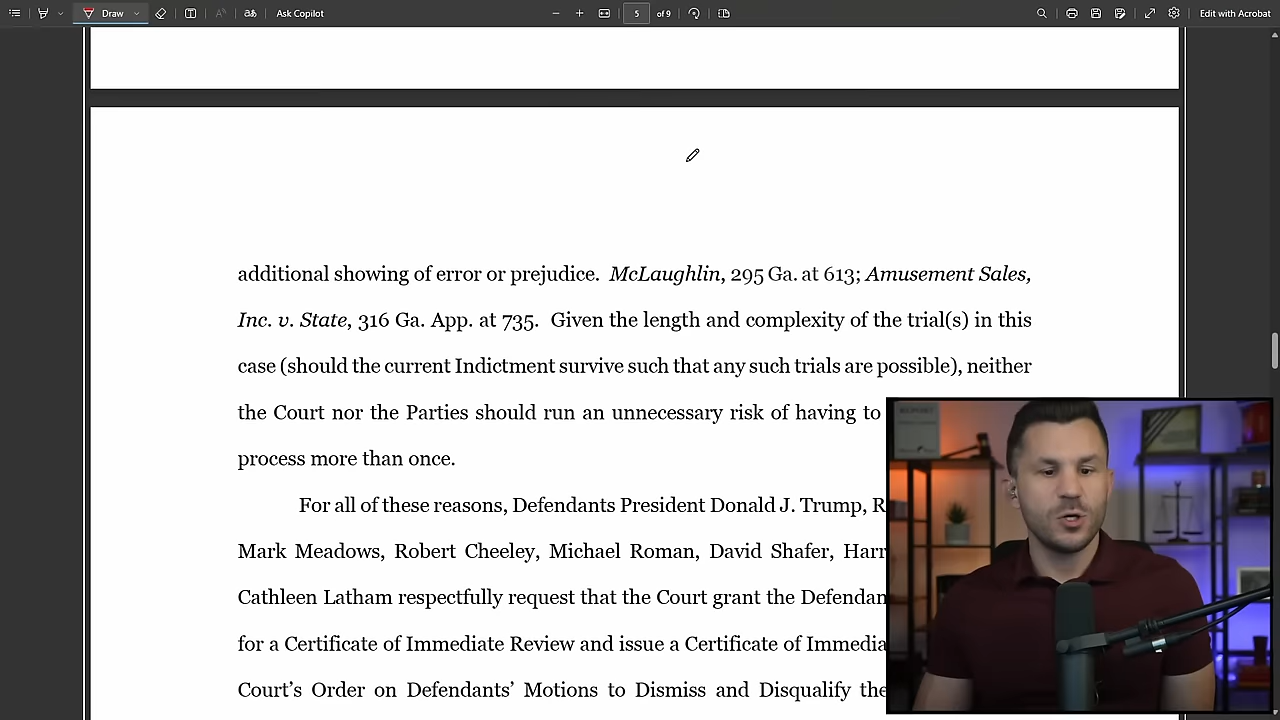 Draw
Ask Copilot
5 of 9
Edit with Acrobat
additional showing of error or prejudice. McLaughlin, 295 Ga. at 613; Amusement Sales,
Inc. v. State, 316 Ga. App. at 735. Given the length and complexity of the trial(s) in this
case (should the current Indictment survive such that any such trials are possible), neither
the Court nor the Parties should run an unnecessary risk of having to
process more than once.
For all of these reasons, Defendants President Donald J. Trump, R
Mark Meadows, Robert Cheeley, Michael Roman, David Shafer, Harr
Cathleen Latham respectfully request that the Court grant the Defendan
for a Certificate of Immediate Review and issue a Certificate of Immedia
Court’s Order on Defendants’ Motions to Dismiss and Disqualify the